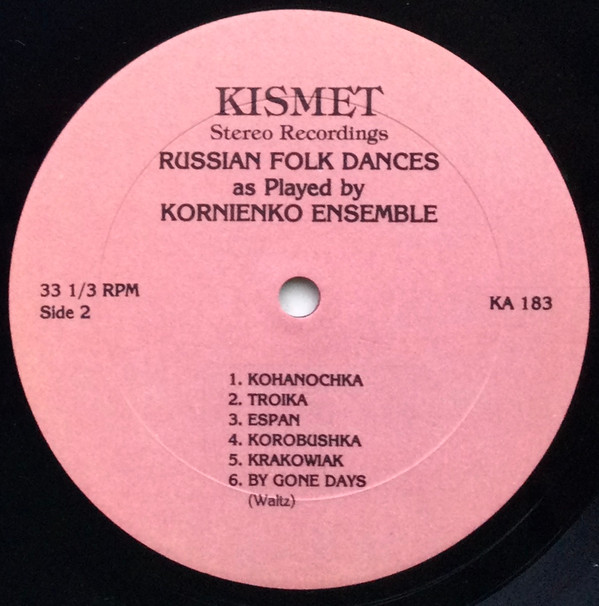 KISMET
Stereo Recordings
RUSSIAN FOLK DANCES
as Played by
KORNIENKO ENSEMBLE
33 1/3 RPM
Side 2
KA 183
1. KOHANOCHKA
2. TROIKA
3. ESPAN
4. KOROBUSHKA
5. KRAKOWIAK
6. BY GONE DAYS
(Waltz)